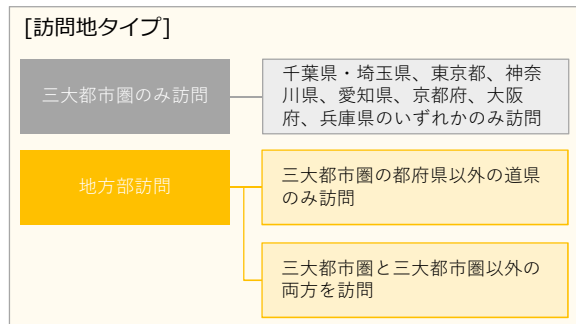 [訪問地タイプ]
三大都市圏のみ訪問
千葉県・埼玉県、東京都、神奈
川県、愛知県、京都府、大阪
府、兵庫県のいずれかのみ訪問
地方部訪問
三大都市圏の都府県以外の道県
のみ訪問
三大都市圏と三大都市圏以外の
両方を訪問